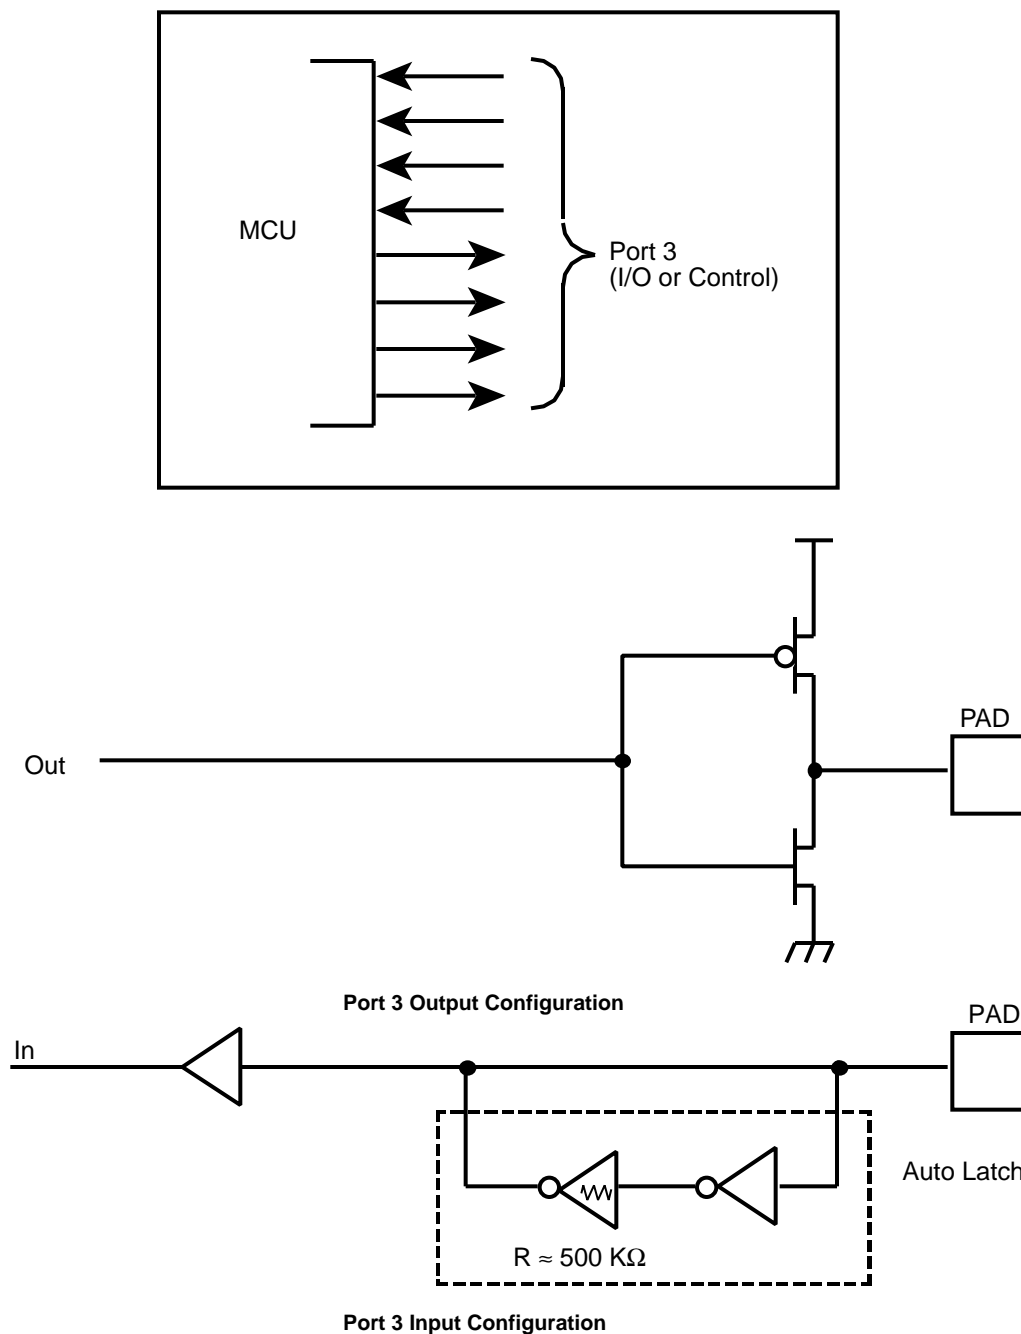 MCU
Port 3
(I/O or Control)
PAD
Out
Port 3 Output Configuration
PAD
In
Auto Latch
R ≈ 500 KΩ
Port 3 Input Configuration